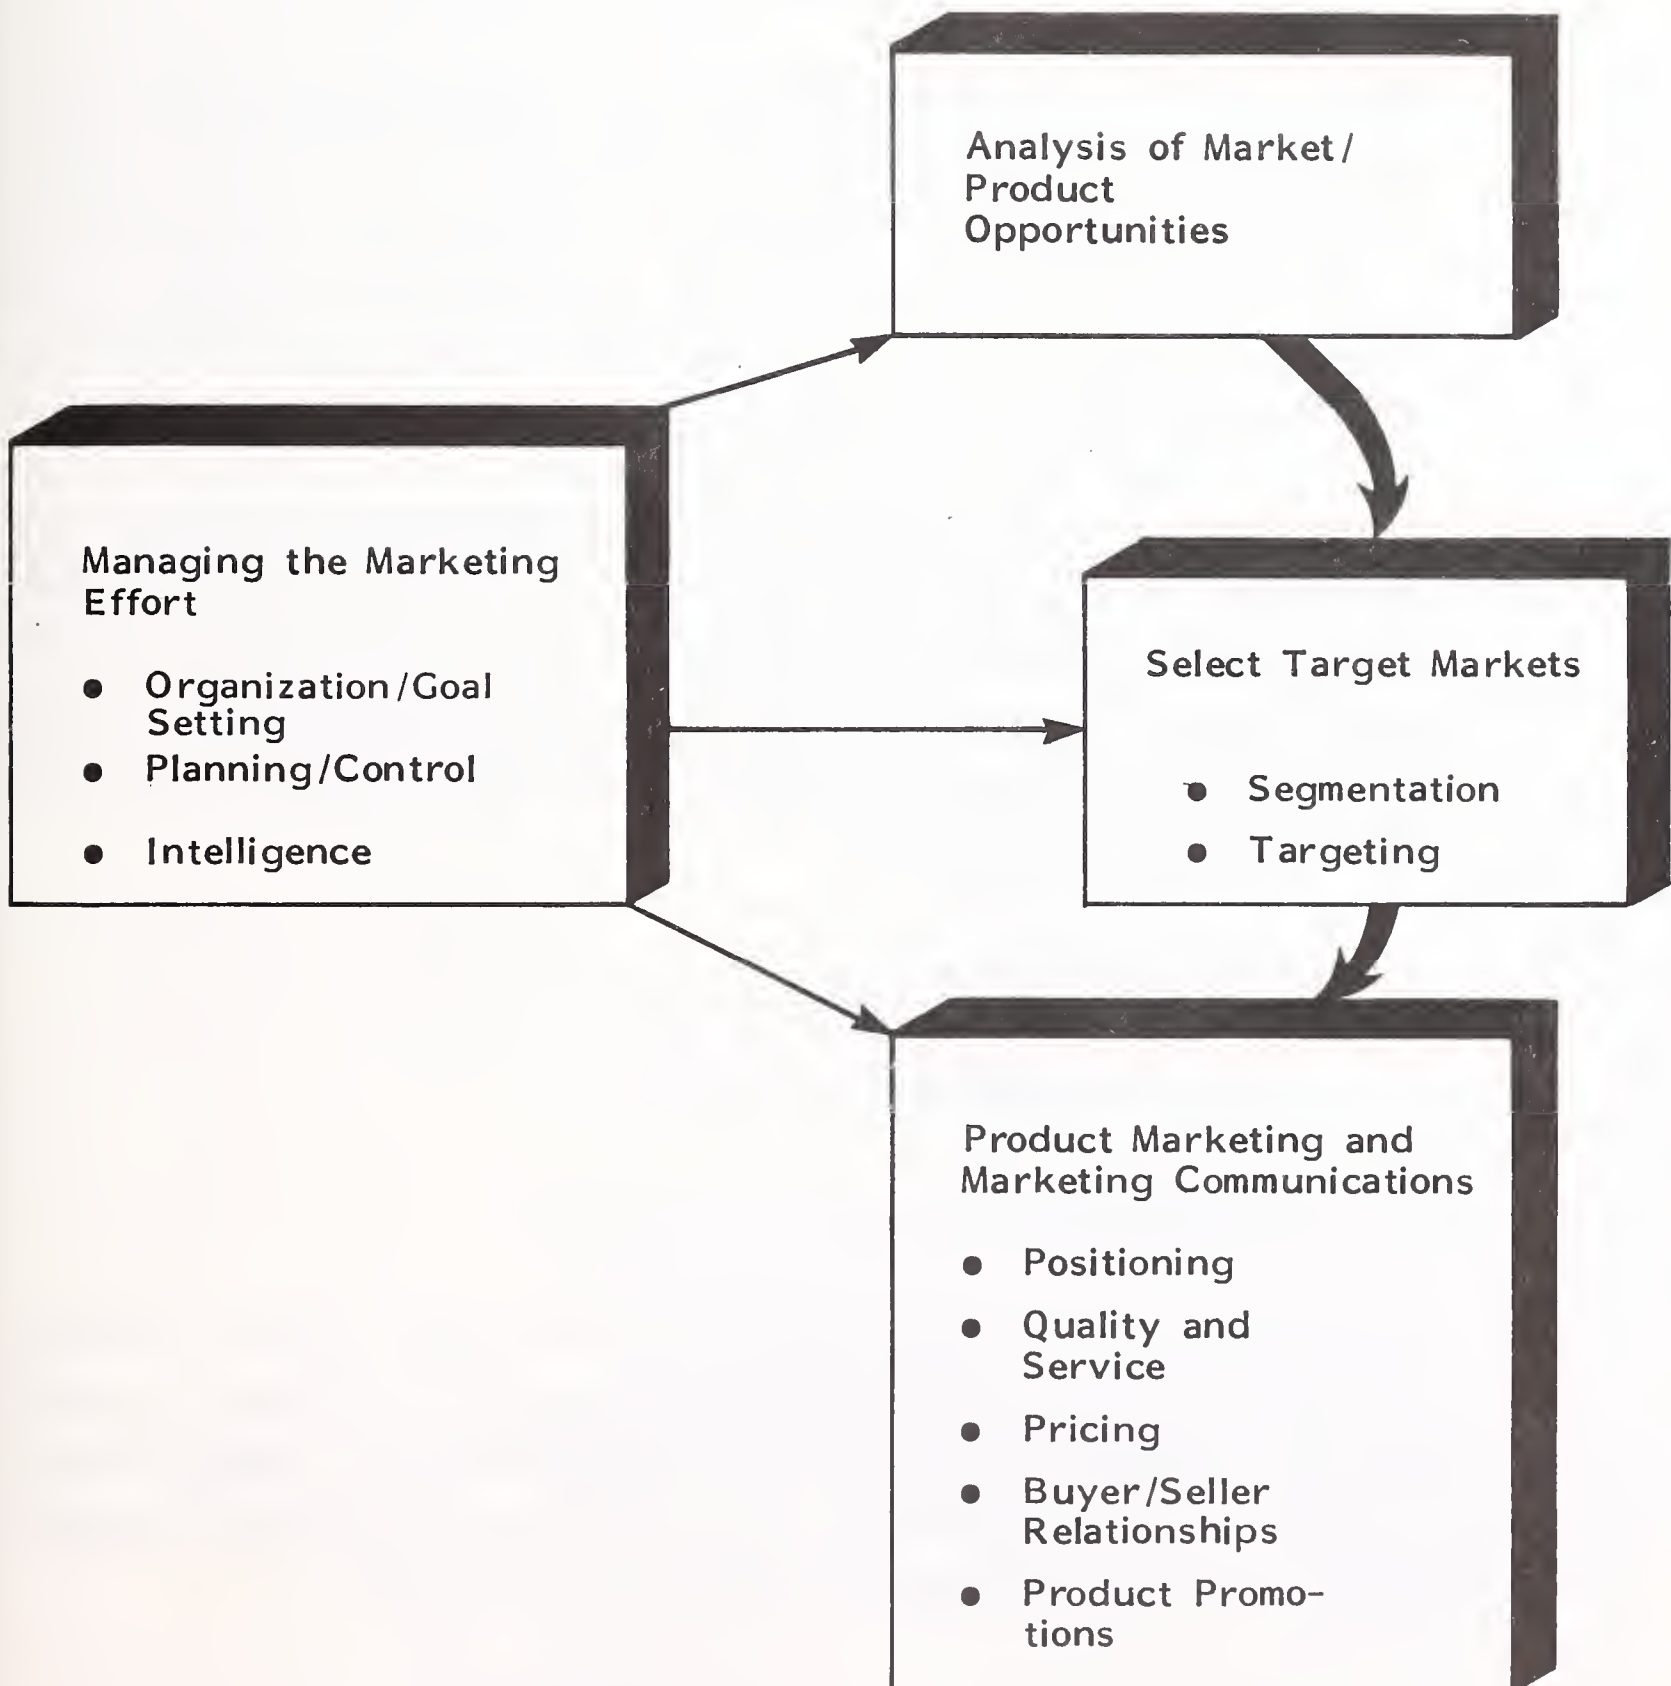 Analysis of Market/
Product
Opportunities
Managing the Marketing
Effort
● Organization/Goal
Setting
● Planning/Control
● Intelligence
Select Target Markets
● Segmentation
● Targeting
Product Marketing and
Marketing Communications
● Positioning
● Quality and
Service
● Pricing
● Buyer/Seller
Relationships
● Product Promo-
tions